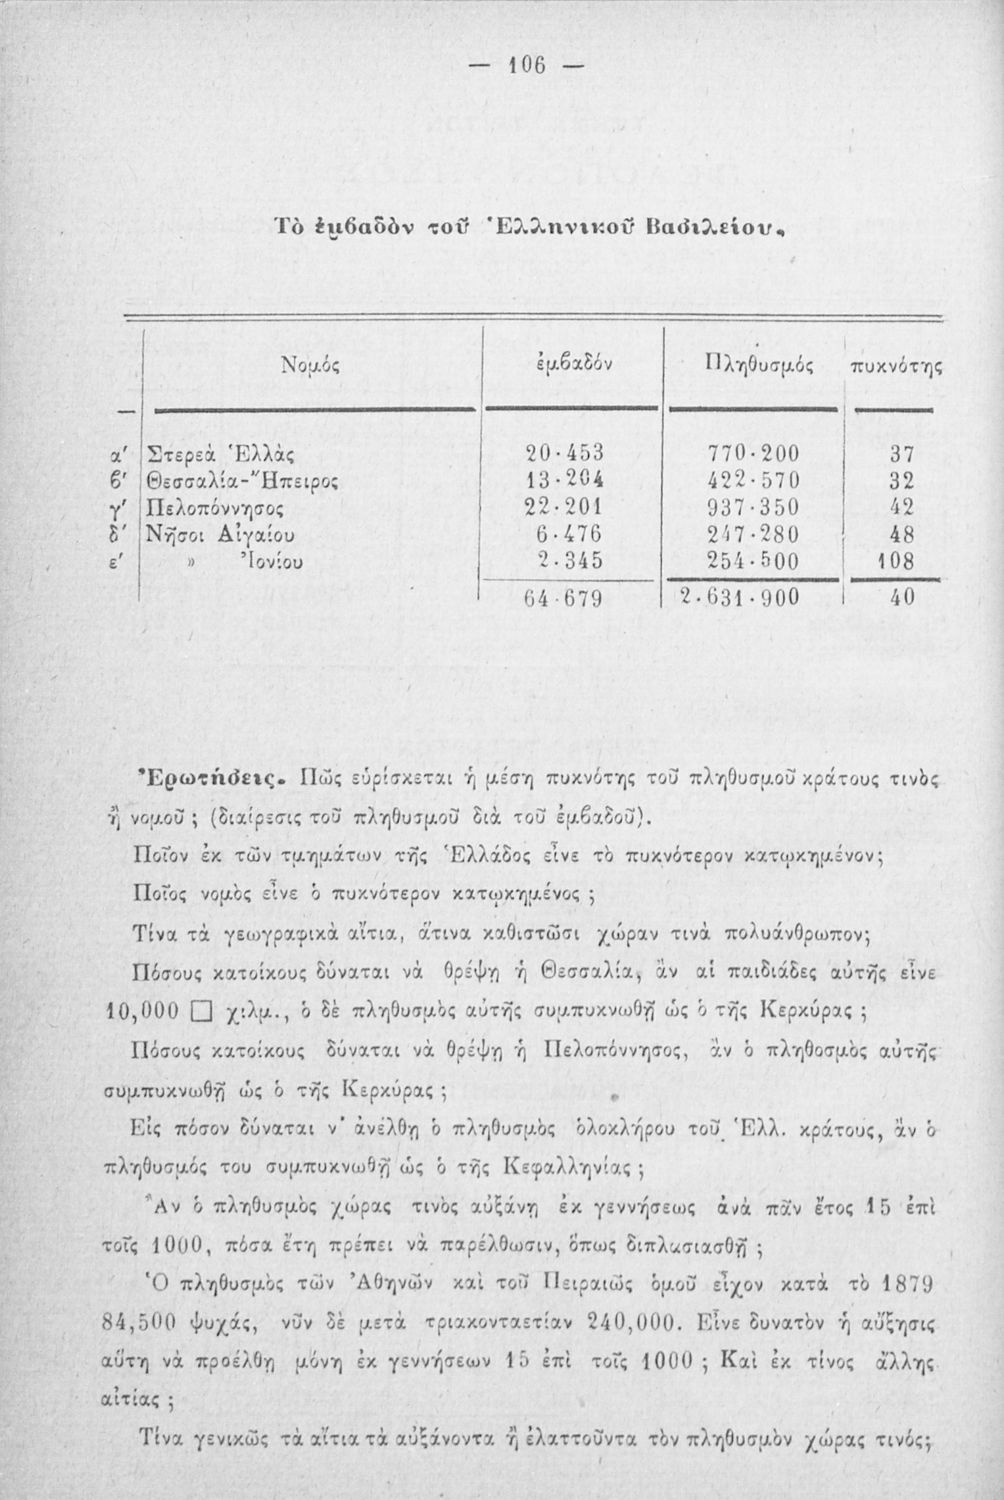 — 106 —
Τὸ ἐμβαδὸν τοῦ Ἑλληνικοῦ Βασιλείου.
Νομός ἐμβαδόν Πληθυσμός πυκνότης
α′ Στερεὰ Ἑλλὰς 20·453 770·200 37
β′ Θεσσαλία-Ἤπειρος 13·204 422·570 32
γ′ Πελοπόννησος 22·201 937·350 42
δ′ Νῆσοι Αἰγαίου 6·476 247·280 48
ε′ » Ἰονίου 2·345 254·500 108
64·679 2·631·900 40
Ἐρωτήσεις. Πῶς εὑρίσκεται ἡ μέση πυκνότης τοῦ πληθυσμοῦ κράτους τινὸς
ἢ νομοῦ ; (διαίρεσις τοῦ πληθυσμοῦ διὰ τοῦ ἐμβαδοῦ).
Ποῖον ἐκ τῶν τμημάτων τῆς Ἑλλάδος εἶνε τὸ πυκνότερον κατῳκημένον;
Ποῖος νομὸς εἶνε ὁ πυκνότερον κατῳκημένος ;
Τίνα τὰ γεωγραφικὰ αἴτια, ἅτινα καθιστῶσι χώραν τινὰ πολυάνθρωπον;
Πόσους κατοίκους δύναται νὰ θρέψῃ ἡ Θεσσαλία, ἂν αἱ παιδιάδες αὐτῆς εἶνε
10,000 □ χιλμ., ὁ δὲ πληθυσμὸς αὐτῆς συμπυκνωθῇ ὡς ὁ τῆς Κερκύρας ;
Πόσους κατοίκους δύναται νὰ θρέψῃ ἡ Πελοπόννησος, ἂν ὁ πληθοσμὸς αὐτῆς
συμπυκνωθῇ ὡς ὁ τῆς Κερκύρας ;
Εἰς πόσον δύναται ν' ἀνέλθῃ ὁ πληθυσμὸς ὁλοκλήρου τοῦ Ἑλλ. κράτους, ἂν ὁ
πληθυσμός του συμπυκνωθῇ ὡς ὁ τῆς Κεφαλληνίας ;
Ἂν ὁ πληθυσμὸς χώρας τινὸς αὐξάνῃ ἐκ γεννήσεως ἀνὰ πᾶν ἔτος 15 ἐπὶ
τοῖς 1000, πόσα ἔτη πρέπει νὰ παρέλθωσιν, ὅπως διπλασιασθῇ ;
Ὁ πληθυσμὸς τῶν Ἀθηνῶν καὶ τοῦ Πειραιῶς ὁμοῦ εἶχον κατὰ τὸ 1879
84,500 ψυχάς, νῦν δὲ μετὰ τριακονταετίαν 240,000. Εἶνε δυνατὸν ἡ αὔξησις
αὕτη νὰ προέλθῃ μόνη ἐκ γεννήσεων 15 ἐπὶ τοῖς 1000 ; Καὶ ἐκ τίνος ἄλλης
αἰτίας ;
Τίνα γενικῶς τὰ αἴτια τὰ αὐξάνοντα ἢ ἐλαττοῦντα τὸν πληθυσμὸν χώρας τινός;